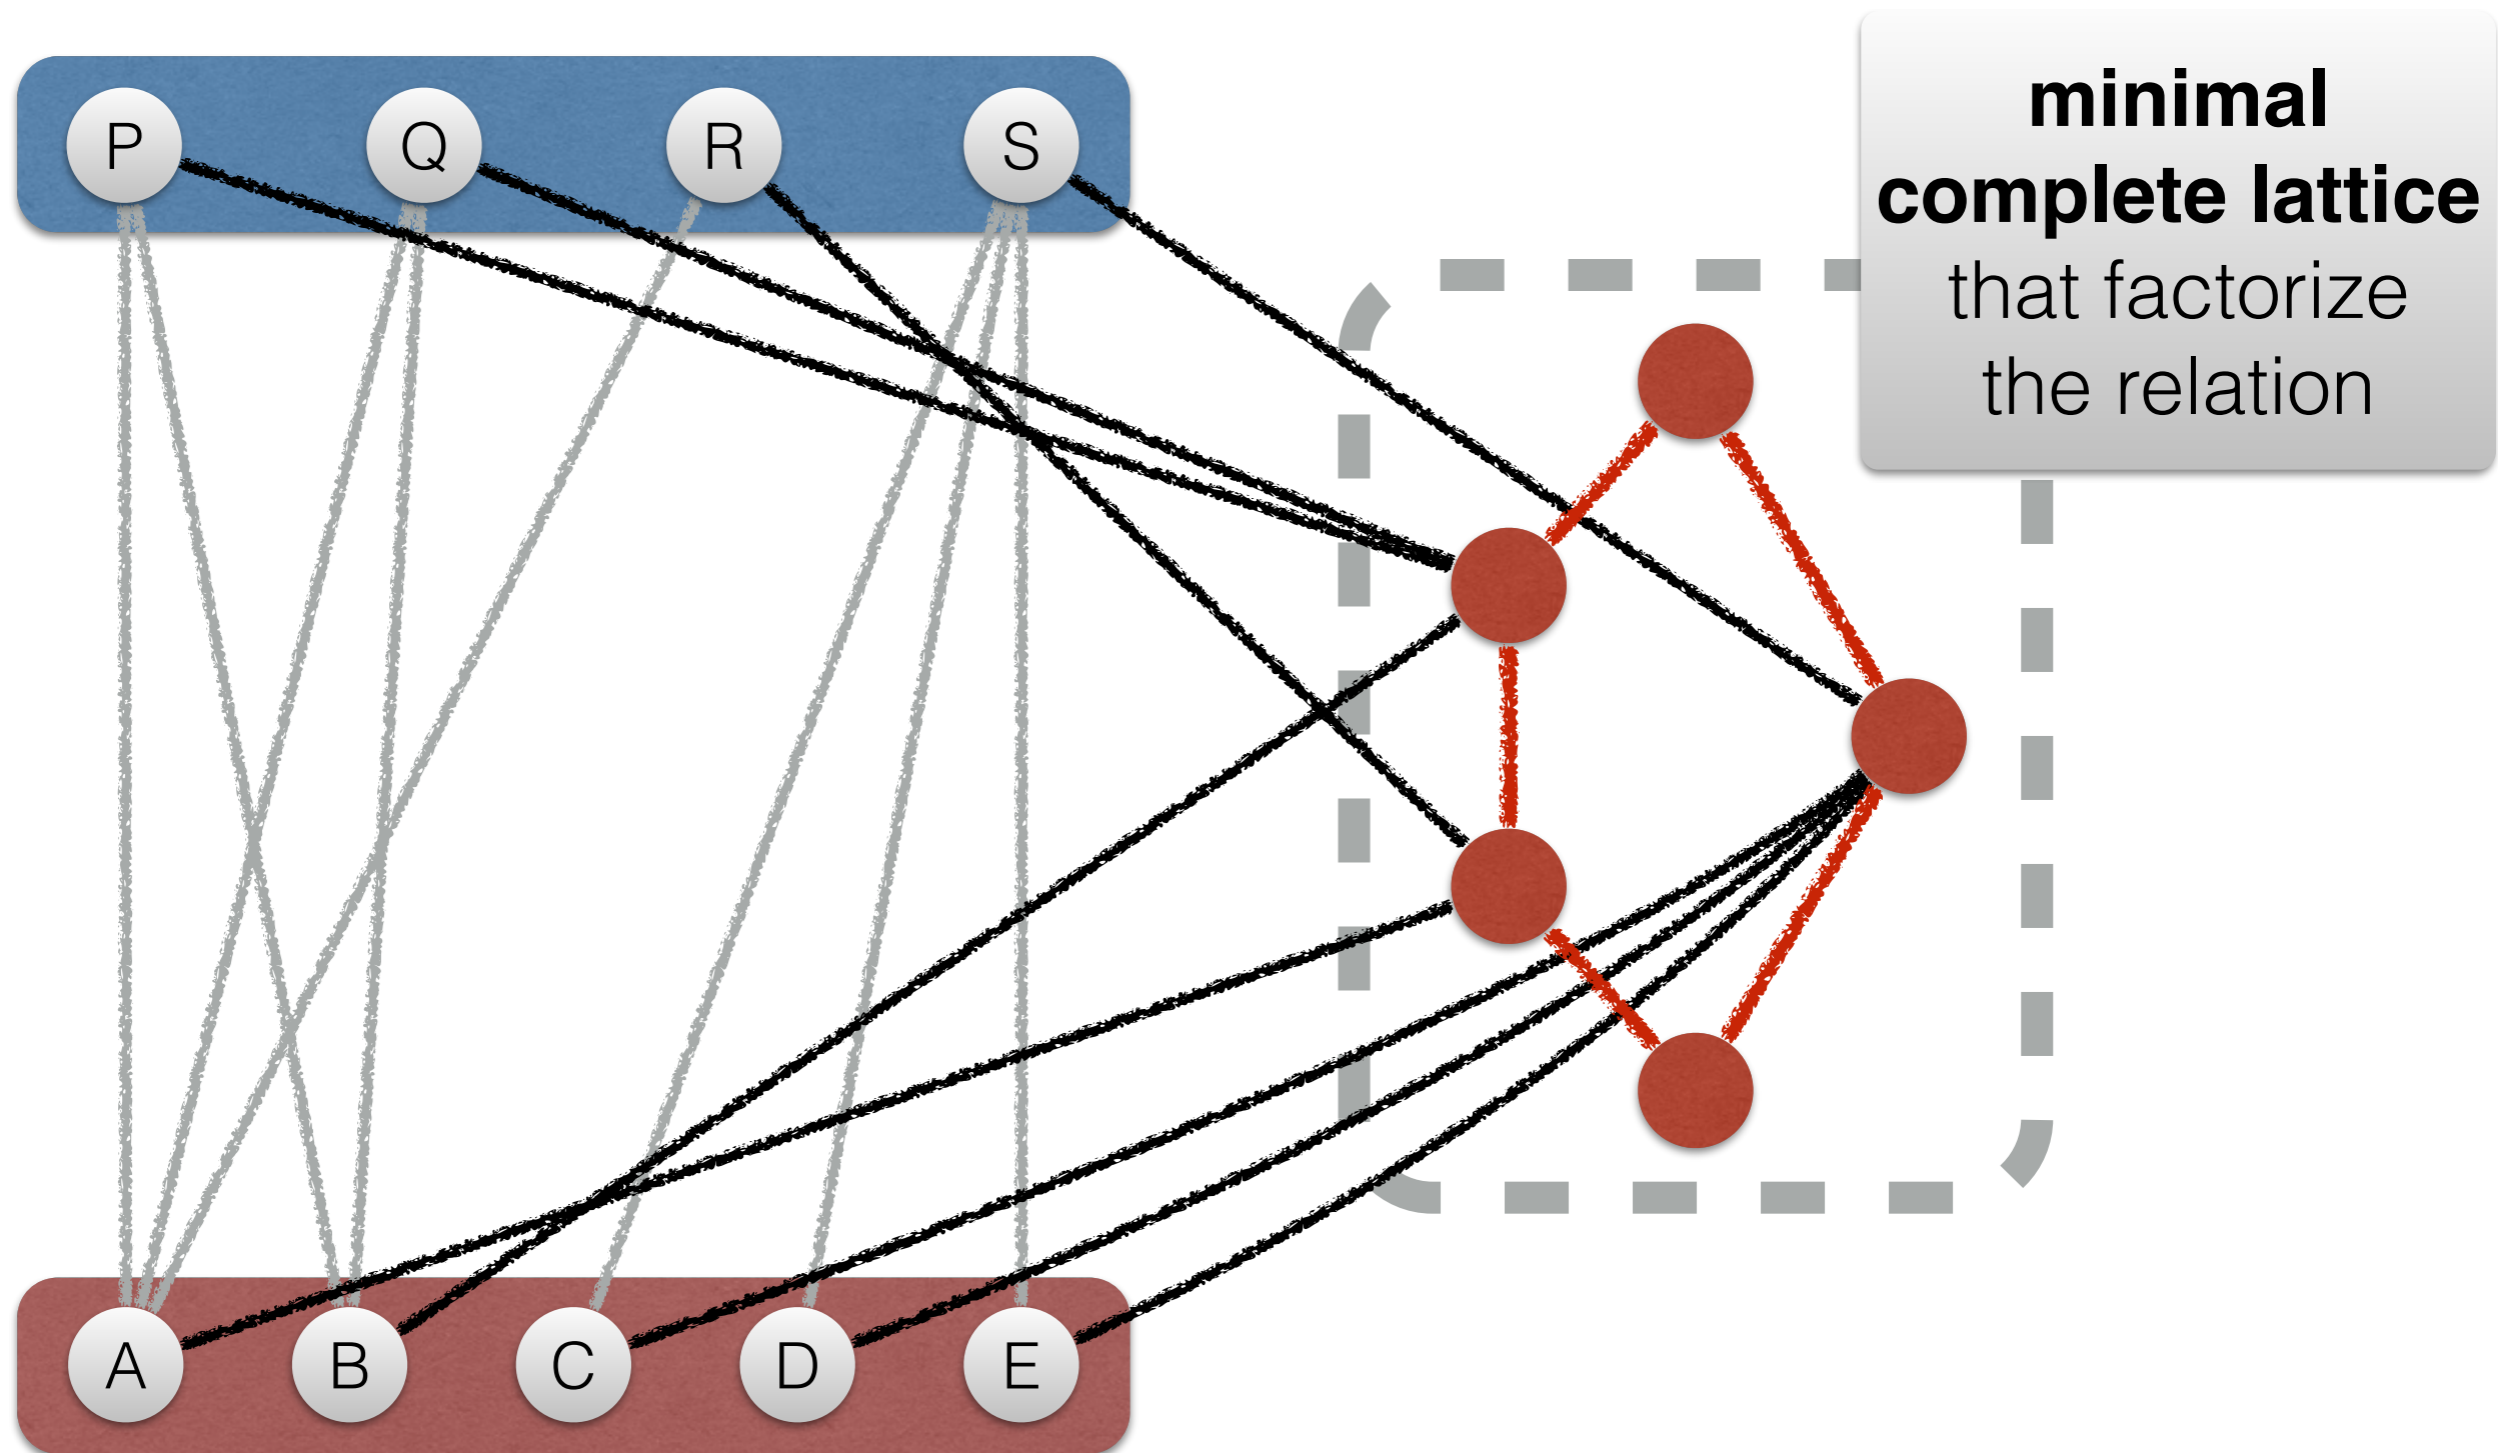 P Q R S
minimal
complete lattice
that factorize
the relation
A B C D E